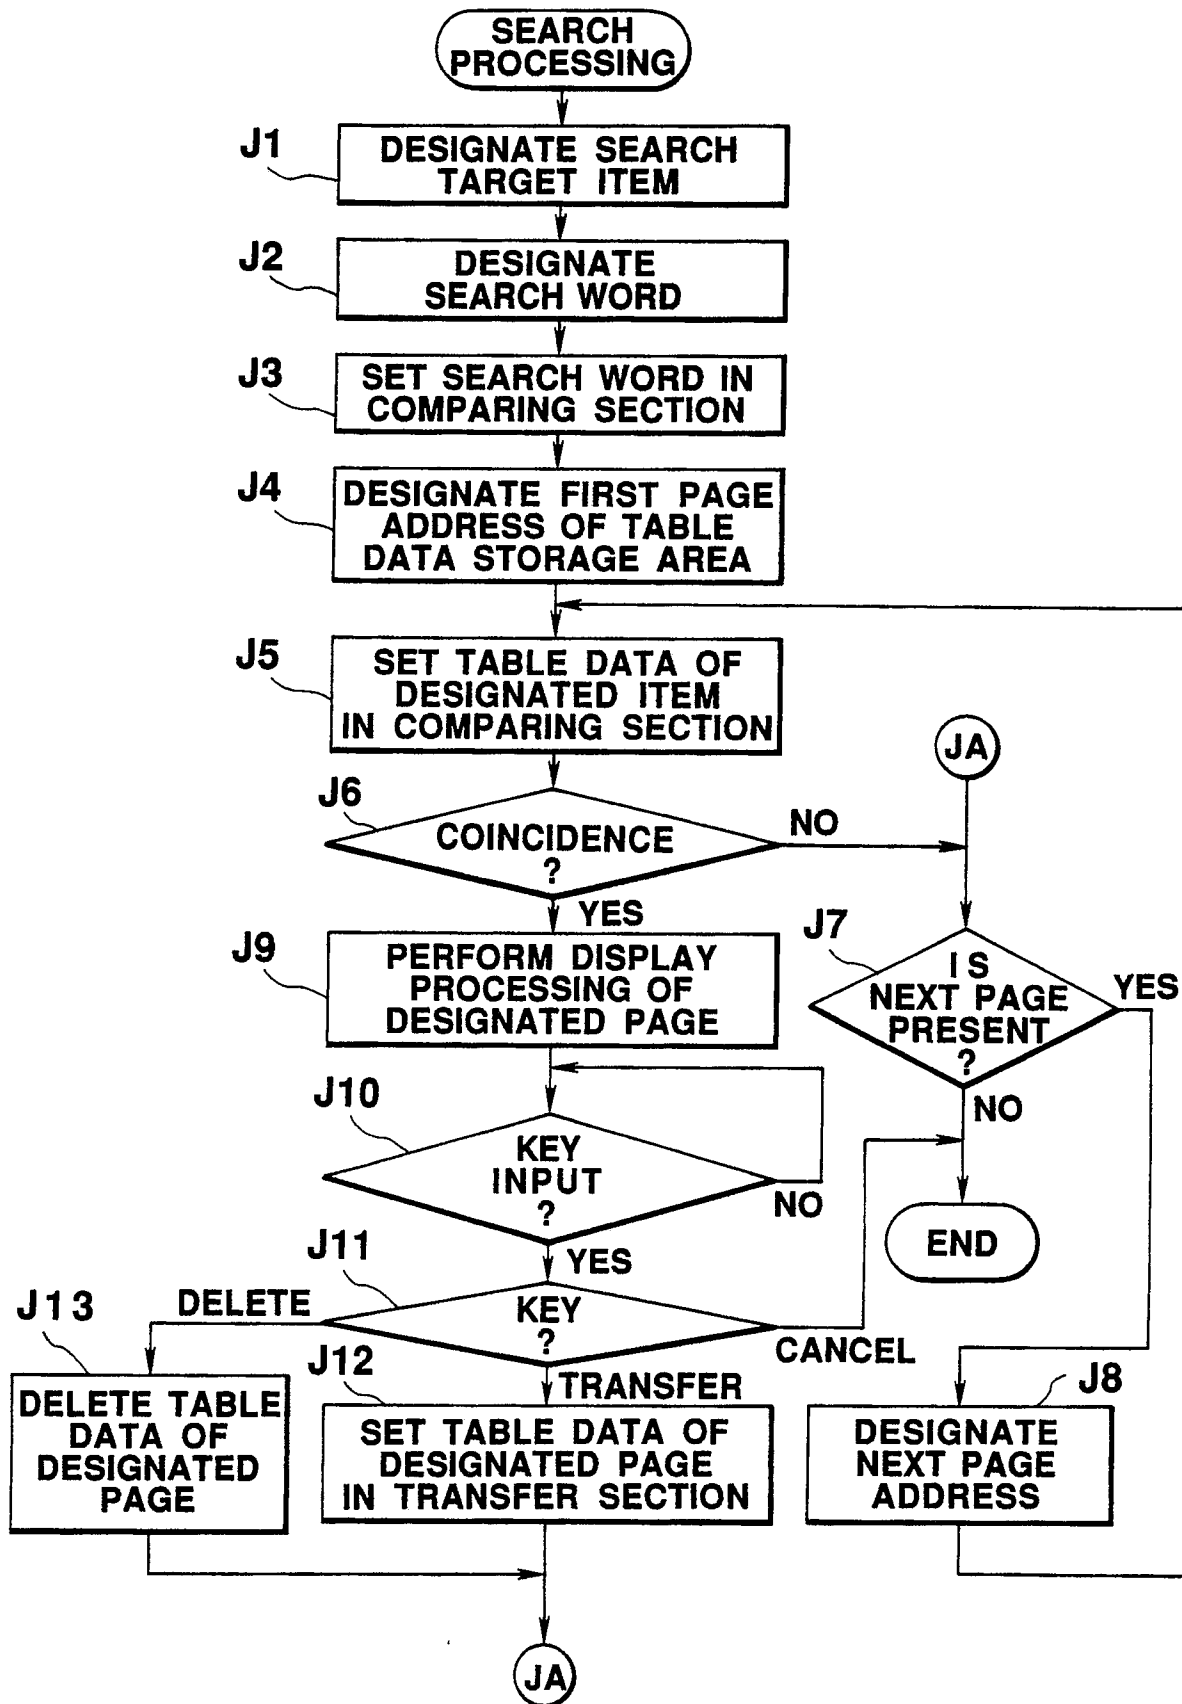 SEARCH
PROCESSING
J1
DESIGNATE SEARCH
TARGET ITEM
J2
DESIGNATE
SEARCH WORD
J3
SET SEARCH WORD IN
COMPARING SECTION
J4
DESIGNATE FIRST PAGE
ADDRESS OF TABLE
DATA STORAGE AREA
J5
SET TABLE DATA OF
DESIGNATED ITEM
IN COMPARING SECTION
JA
J6
COINCIDENCE
?
NO
YES
J7
IS
NEXT PAGE
PRESENT
?
YES
NO
J9
PERFORM DISPLAY
PROCESSING OF
DESIGNATED PAGE
J10
KEY
INPUT
?
NO
YES
END
J11
KEY
?
DELETE
CANCEL
TRANSFER
J13
DELETE TABLE
DATA OF
DESIGNATED
PAGE
J12
SET TABLE DATA OF
DESIGNATED PAGE
IN TRANSFER SECTION
J8
DESIGNATE
NEXT PAGE
ADDRESS
JA